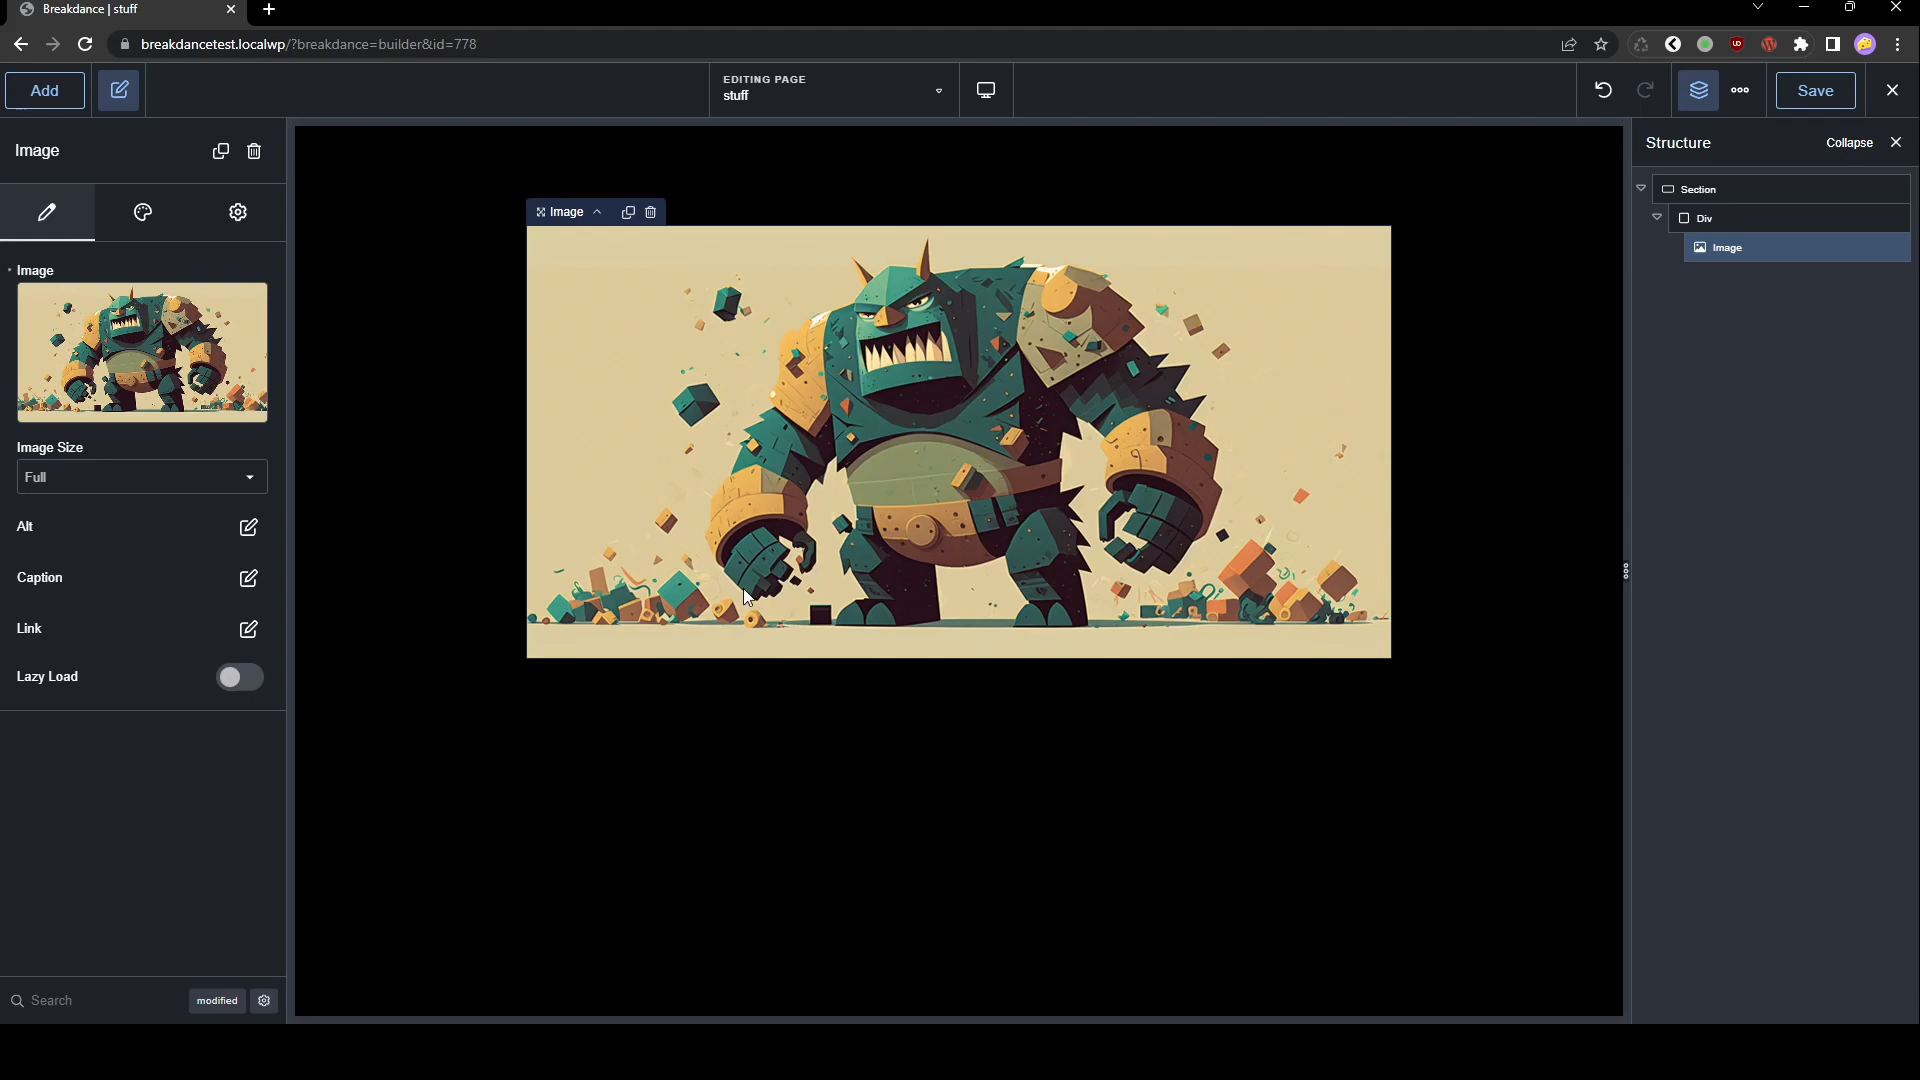 Breakdance | stuff
breakdancetest.localwp/?breakdance=builder&id=778
Add
EDITING PAGE
stuff
Save
Image
Structure
Collapse
Section
Div
Image
Image
Image
Image Size
Full
Alt
Caption
Link
Lazy Load
Search
modified